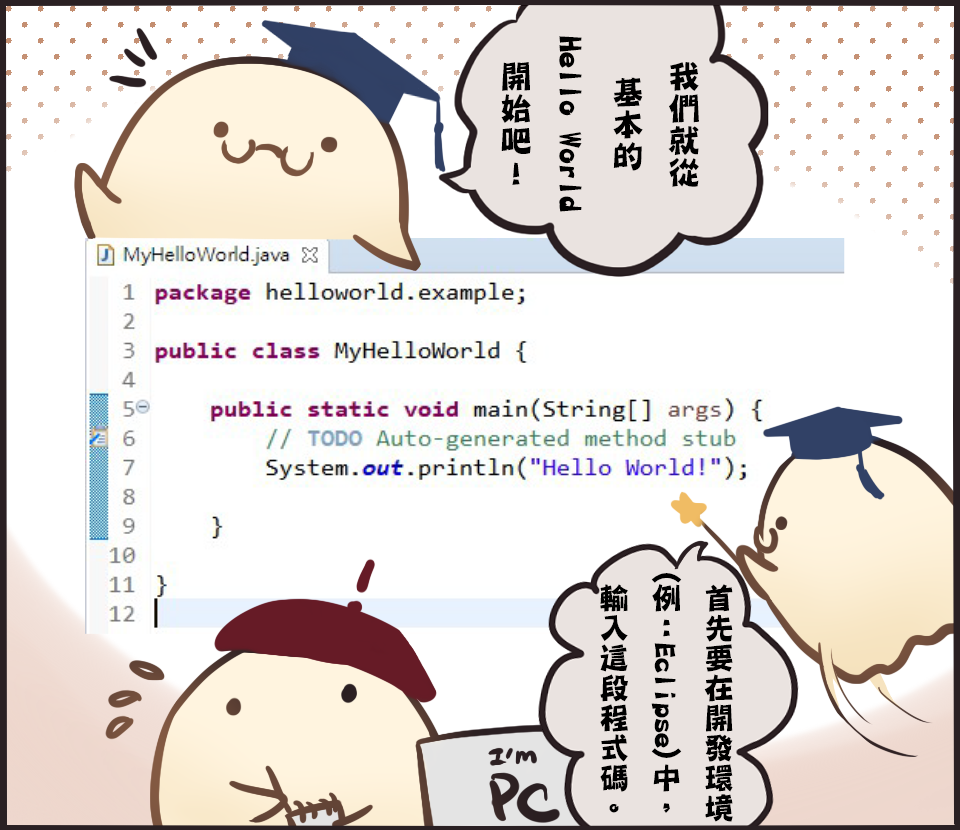 我們就從
基本的
Hello World
開始吧！
MyHelloWorld.java
1 package helloworld.example;
2
3 public class MyHelloWorld {
4
5 public static void main(String[] args) {
6 // TODO Auto-generated method stub
7 System.out.println("Hello World!");
8
9 }
10
11 }
12
首先要在開發環境
(例：Eclipse)中，
輸入這段程式碼。
I'm
PC